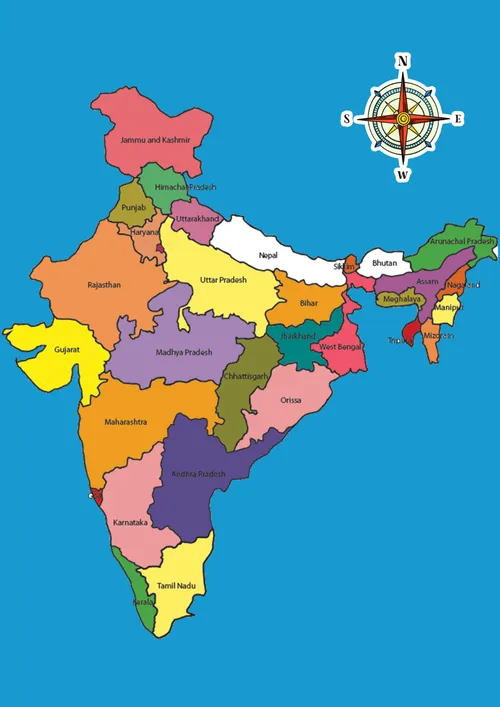 N
S
E
W
Jammu and Kashmir
Himachal Pradesh
Punjab
Uttarakhand
Haryana
Arunachal Pradesh
Nepal
Bhutan
Sikkim
Assam
Rajasthan
Uttar Pradesh
Nagaland
Meghalaya
Bihar
Manipur
Jharkhand
Mizoram
Gujarat
Madhya Pradesh
West Bengal
Chhattisgarh
Orissa
Maharashtra
Andhra Pradesh
Karnataka
Tamil Nadu
Kerala